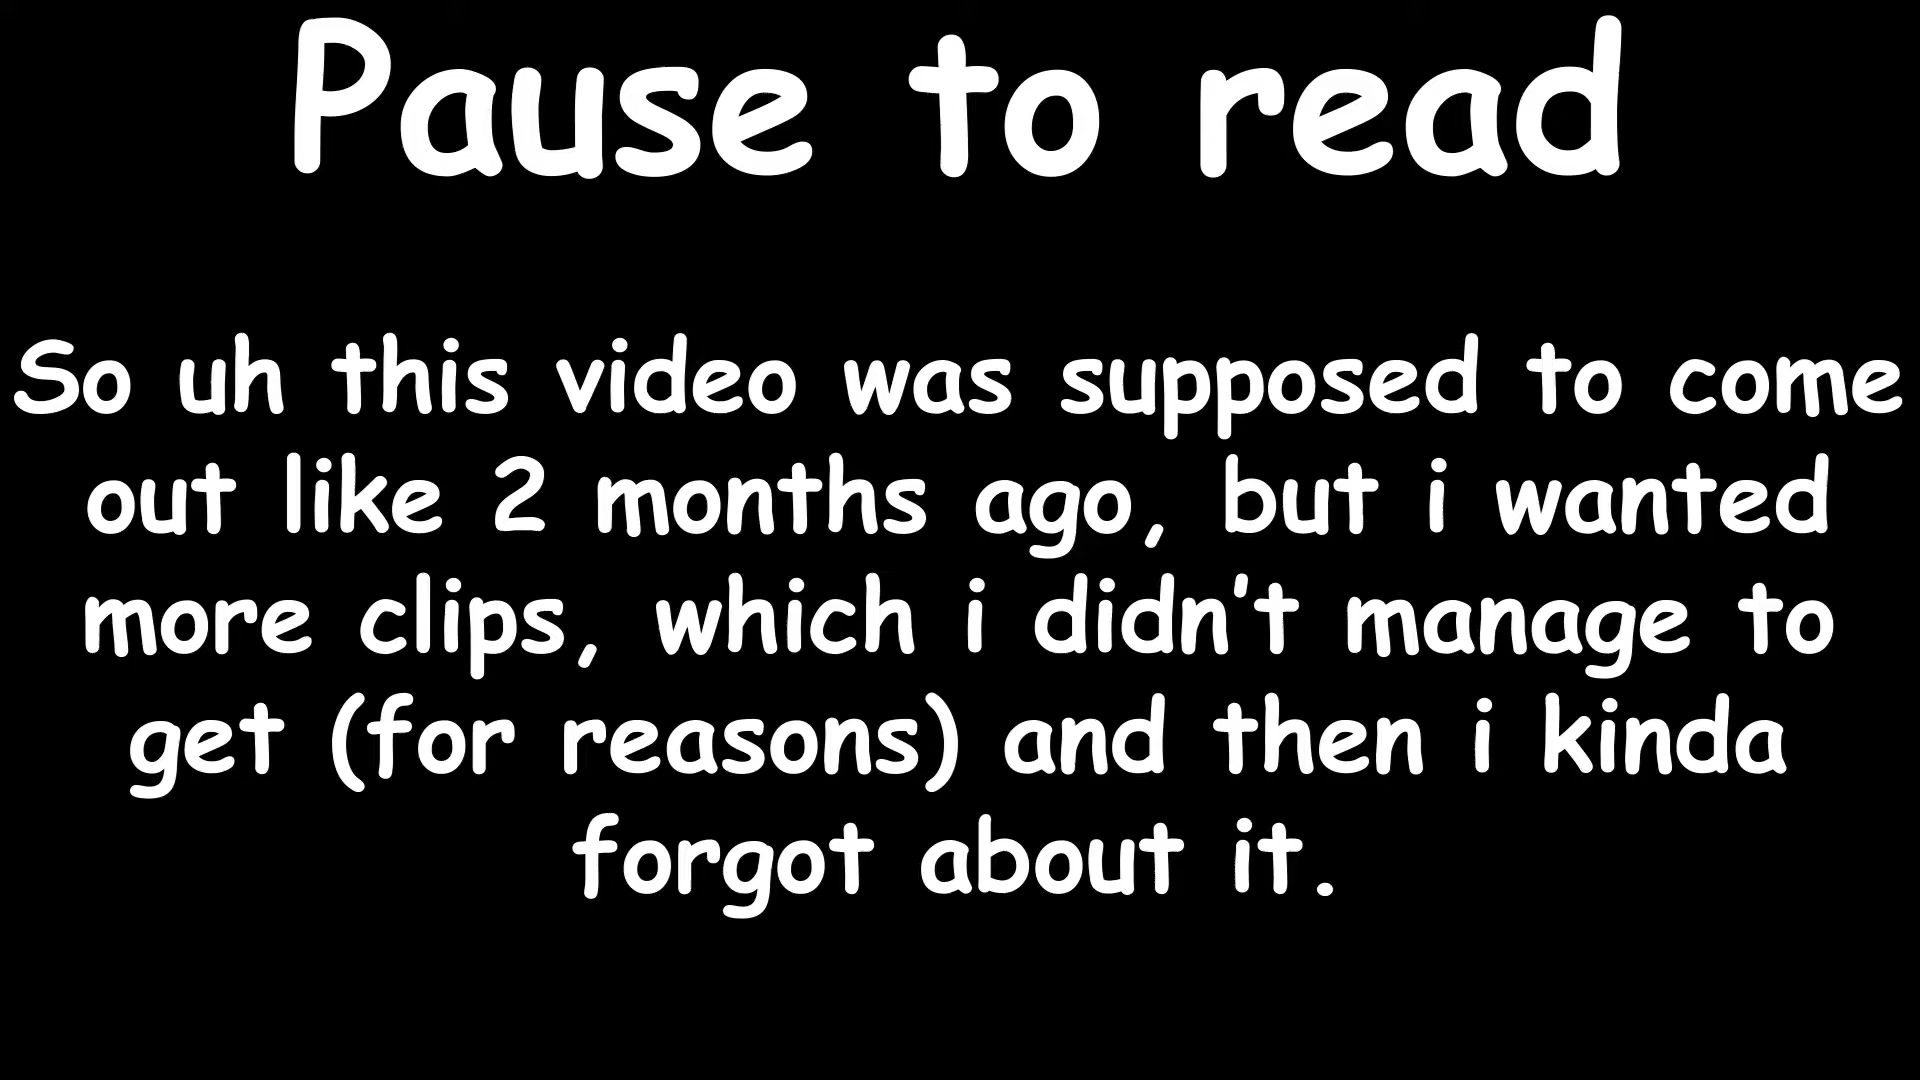 Pause to read
So uh this video was supposed to come
out like 2 months ago, but i wanted
more clips, which i didn't manage to
get (for reasons) and then i kinda
forgot about it.